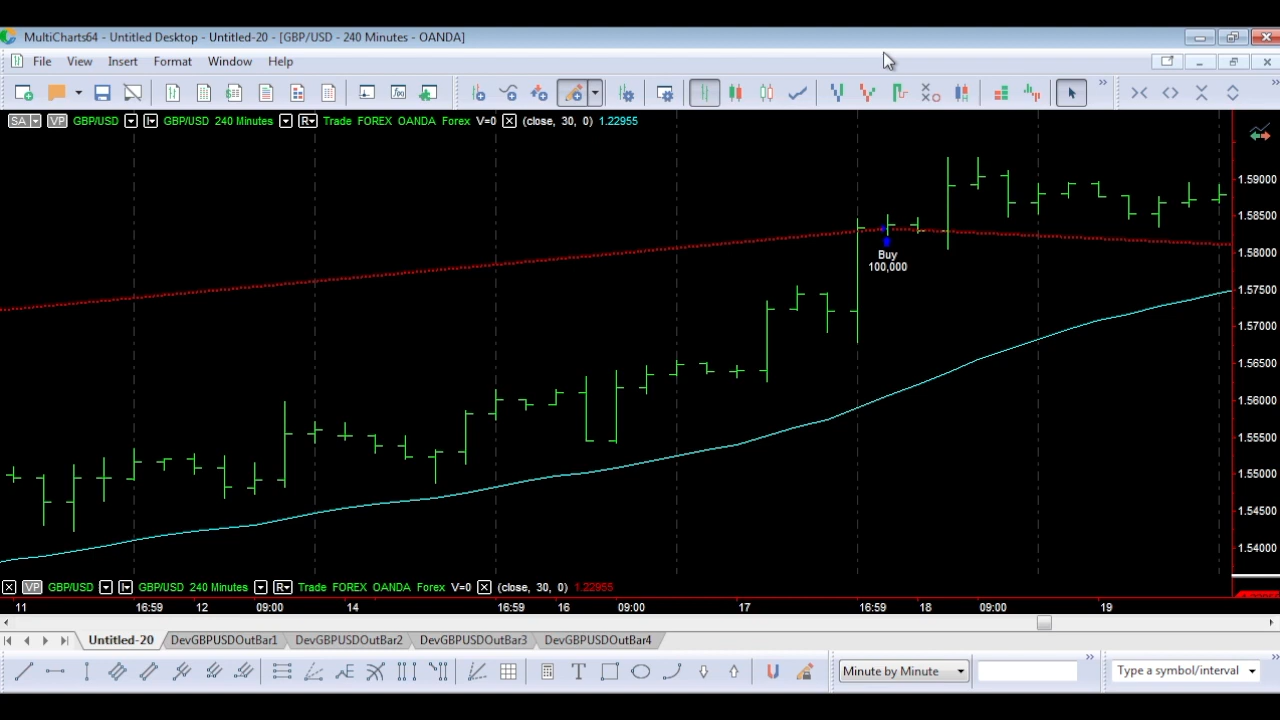 MultiCharts64 - Untitled Desktop - Untitled-20 - [GBP/USD - 240 Minutes - OANDA]
File View Insert Format Window Help
SA VP GBP/USD I GBP/USD 240 Minutes R Trade FOREX OANDA Forex V=0 (close, 30, 0) 1.22955
1.59000
1.58500
1.58000
1.57500
1.57000
1.56500
1.56000
1.55500
1.55000
1.54500
1.54000
Buy
100,000
VP GBP/USD I GBP/USD 240 Minutes R Trade FOREX OANDA Forex V=0 (close, 30, 0) 1.22955
11 16:59 12 09:00 14 16:59 16 09:00 17 16:59 18 09:00 19
Untitled-20 DevGBPUSDOutBar1 DevGBPUSDOutBar2 DevGBPUSDOutBar3 DevGBPUSDOutBar4
Minute by Minute Type a symbol/interval